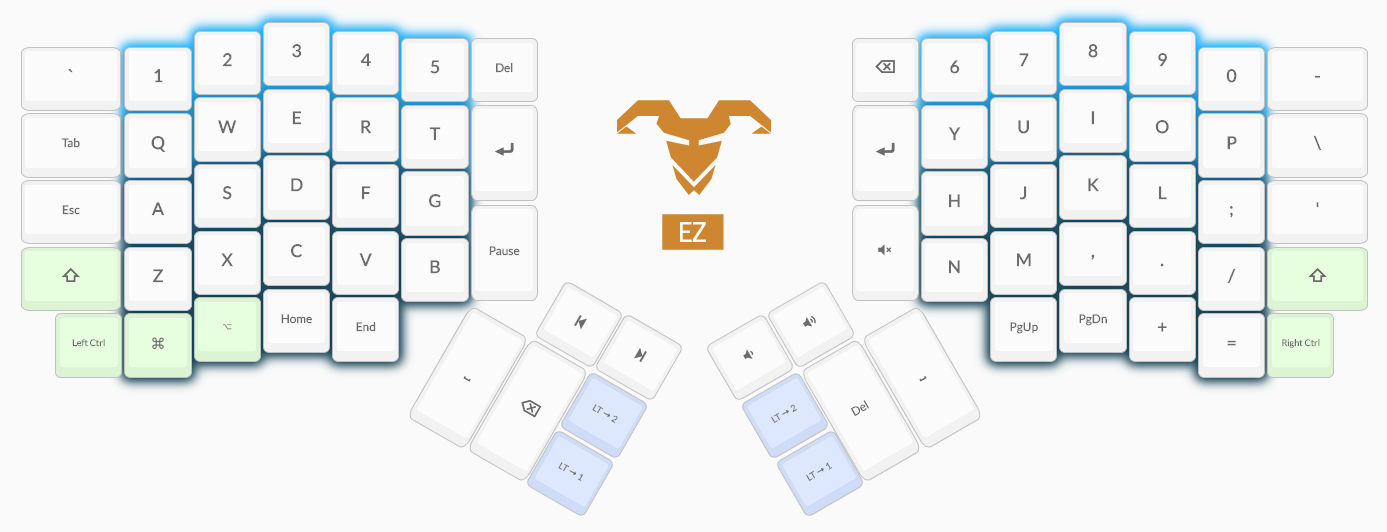 ` 1 2 3 4 5 Del
Tab Q W E R T
Esc A S D F G
Z X C V B Pause
Left Ctrl ⌘ ⌥ Home End
LT → 2
LT → 1
EZ
6 7 8 9 0 -
Y U I O P \
H J K L ; '
N M , . /
PgUp PgDn + = Right Ctrl
LT → 2 Del
LT → 1